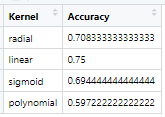 Kernel Accuracy
radial 0.708333333333333
linear 0.75
sigmoid 0.694444444444444
polynomial 0.597222222222222